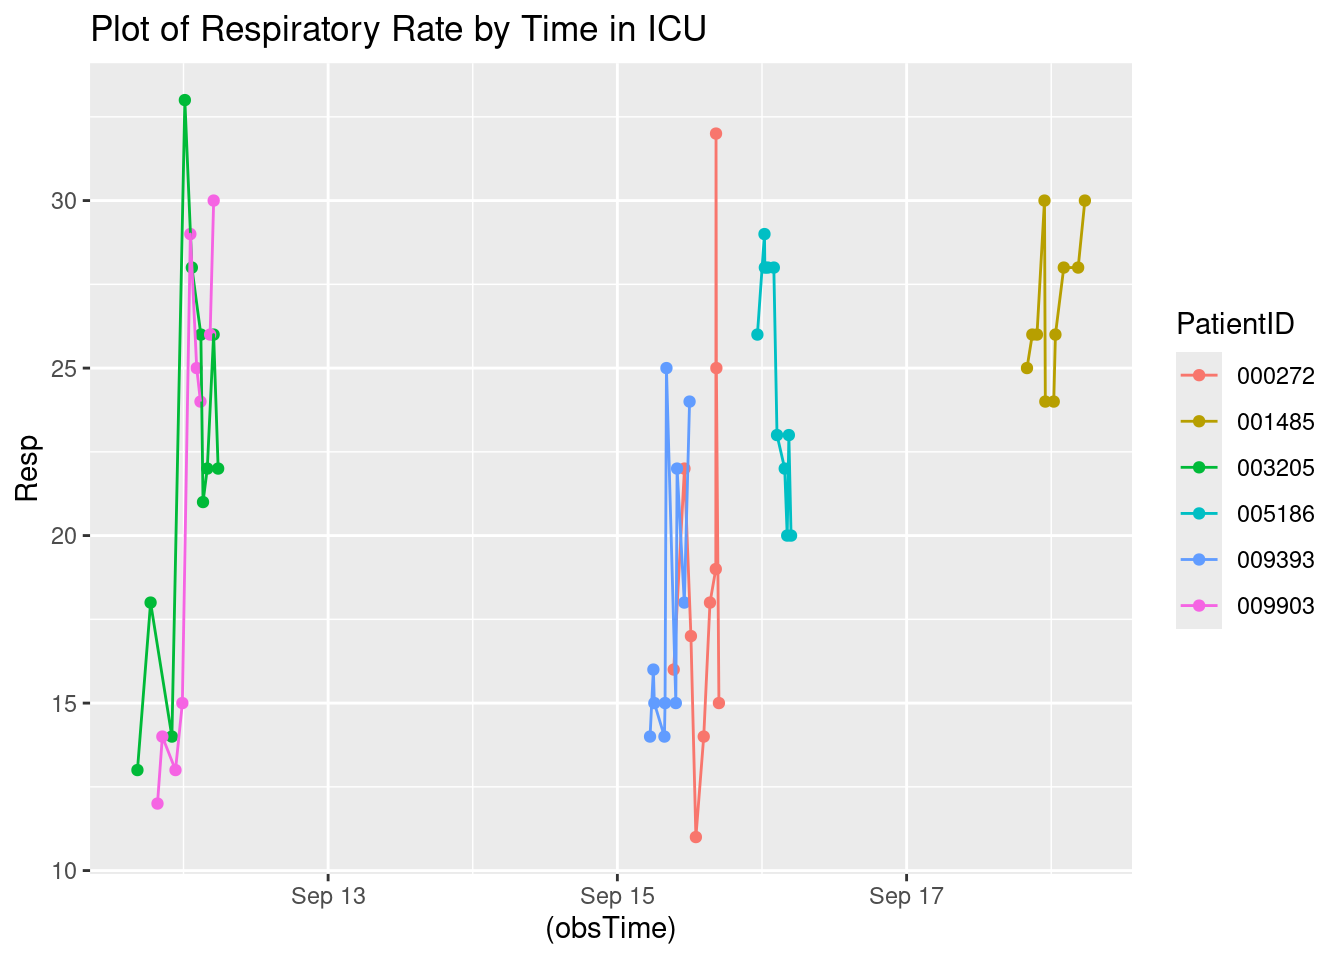 Plot of Respiratory Rate by Time in ICU
Resp
30
25
20
15
10
Sep 13
Sep 15
Sep 17
(obsTime)
PatientID
000272
001485
003205
005186
009393
009903